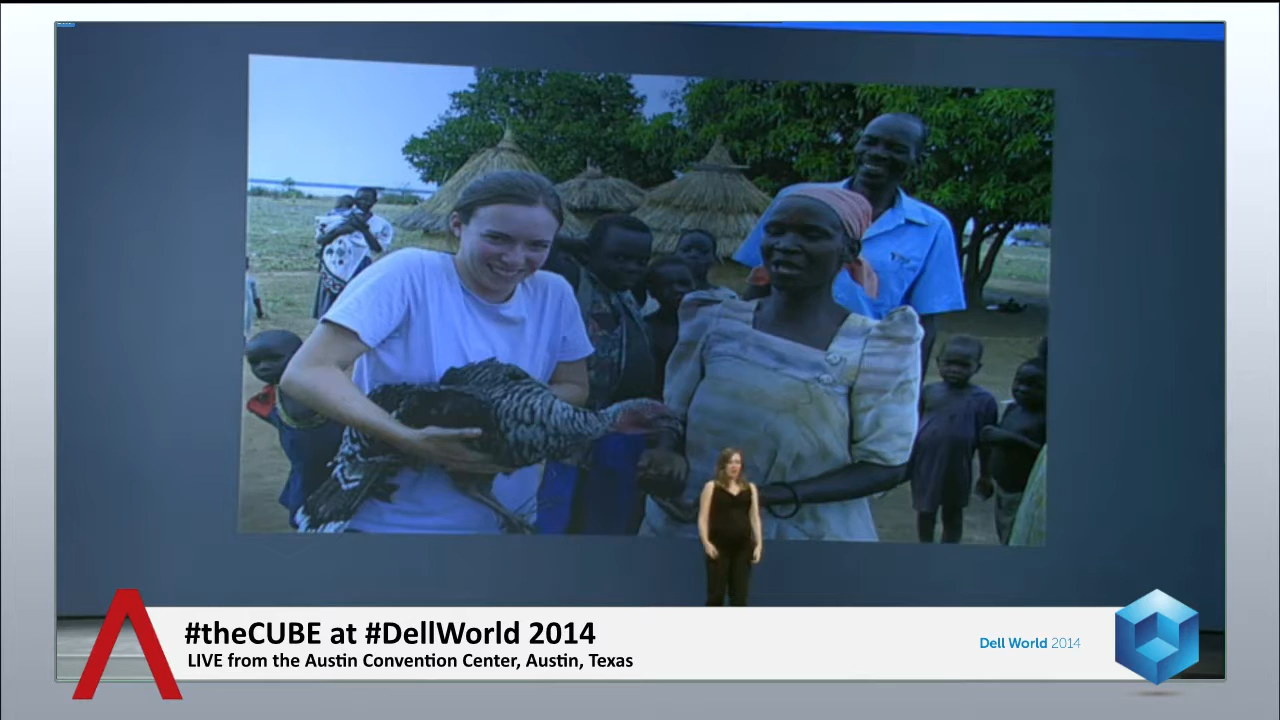 #theCUBE at #DellWorld 2014
LIVE from the Austin Convention Center, Austin, Texas
Dell World 2014